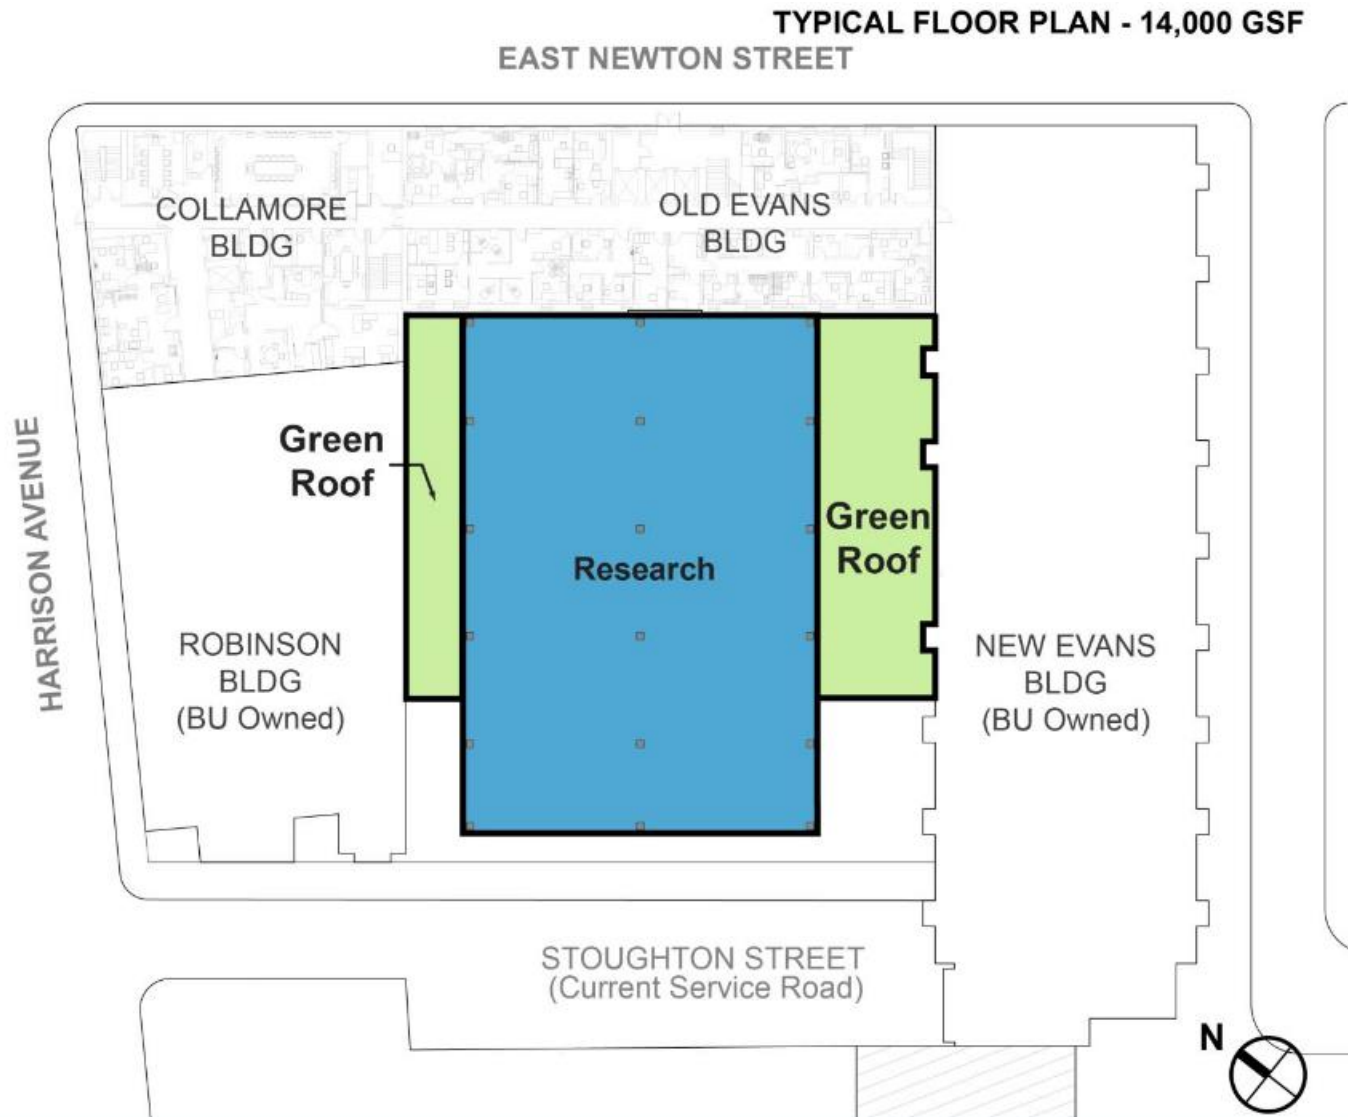 TYPICAL FLOOR PLAN - 14,000 GSF
EAST NEWTON STREET
COLLAMORE
BLDG
OLD EVANS
BLDG
HARRISON AVENUE
Green
Roof
Green
Roof
Research
ROBINSON
BLDG
(BU Owned)
NEW EVANS
BLDG
(BU Owned)
STOUGHTON STREET
(Current Service Road)
N